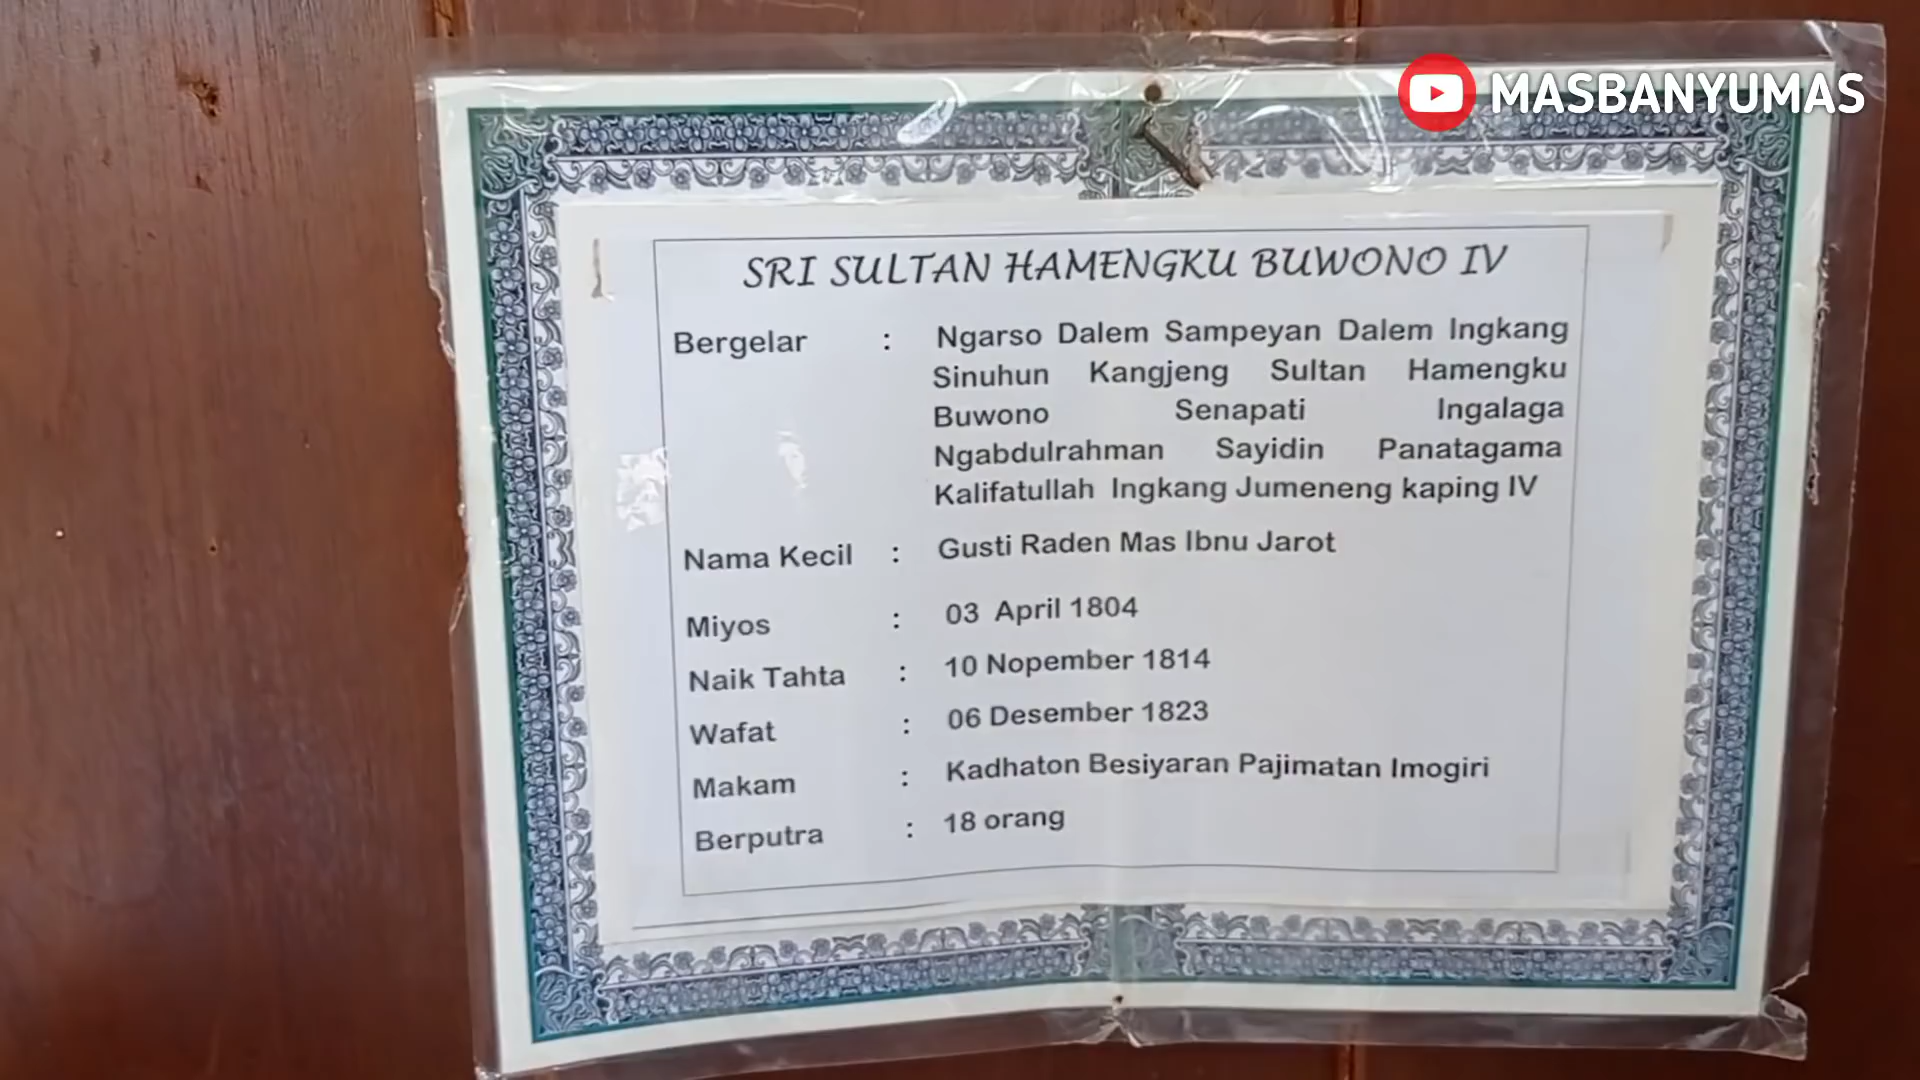 MASBANYUMAS
SRI SULTAN HAMENGKU BUWONO IV
Bergelar : Ngarso Dalem Sampeyan Dalem Ingkang
Sinuhun Kangjeng Sultan Hamengku
Buwono Senapati Ingalaga
Ngabdulrahman Sayidin Panatagama
Kalifatullah Ingkang Jumeneng kaping IV
Nama Kecil : Gusti Raden Mas Ibnu Jarot
Miyos : 03 April 1804
Naik Tahta : 10 Nopember 1814
Wafat : 06 Desember 1823
Makam : Kadhaton Besiyaran Pajimatan Imogiri
Berputra : 18 orang